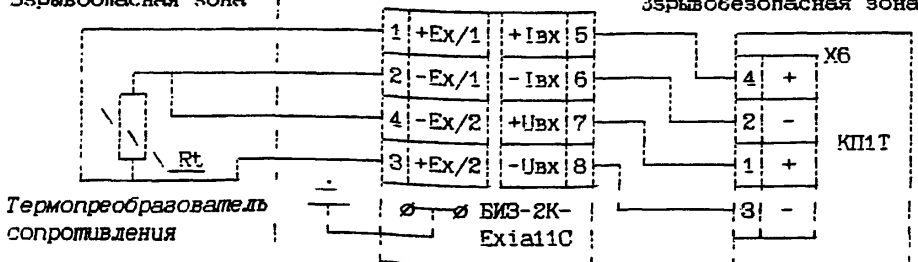 Взрывоопасная зона Взрывобезопасная зона
1 +Ex/1 +Iвх 5
X6
2 -Ex/1 -Iвх 6 4 +
4 -Ex/2 +Uвх 7 2 -
КП1Т
3 +Ex/2 -Uвх 8 1 +
Rt
Термопреобразователь БИЗ-2К- 3 -
сопротивления Exia11C